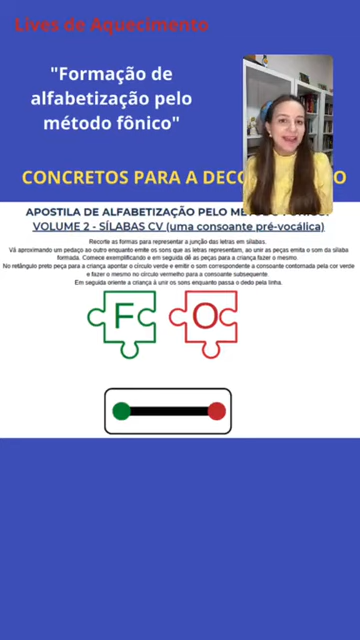 Lives de Aquecimento
"Formação de
alfabetização pelo
método fônico"
CONCRETOS PARA A DECO O
APOSTILA DE ALFABETIZAÇÃO PELO MÉTODO FÔNICO:
VOLUME 2 - SÍLABAS CV (uma consoante pré-vocálica)
Recorte as formas para representar a junção das letras em sílabas.
Vá aproximando um pedaço ao outro enquanto emite os sons que as letras representam, ao unir as peças emita o som da sílaba
formada. Comece exemplificando e em seguida dê as peças para a criança fazer o mesmo
No retângulo preto peça para a criança apontar o círculo verde e emitir o som correspondente a consoante contornada pela cor verde
e fazer o mesmo no círculo vermelho para a consoante subsequente
Em seguida oriente a criança à unir os sons enquanto passa o dedo pela linha.
F O